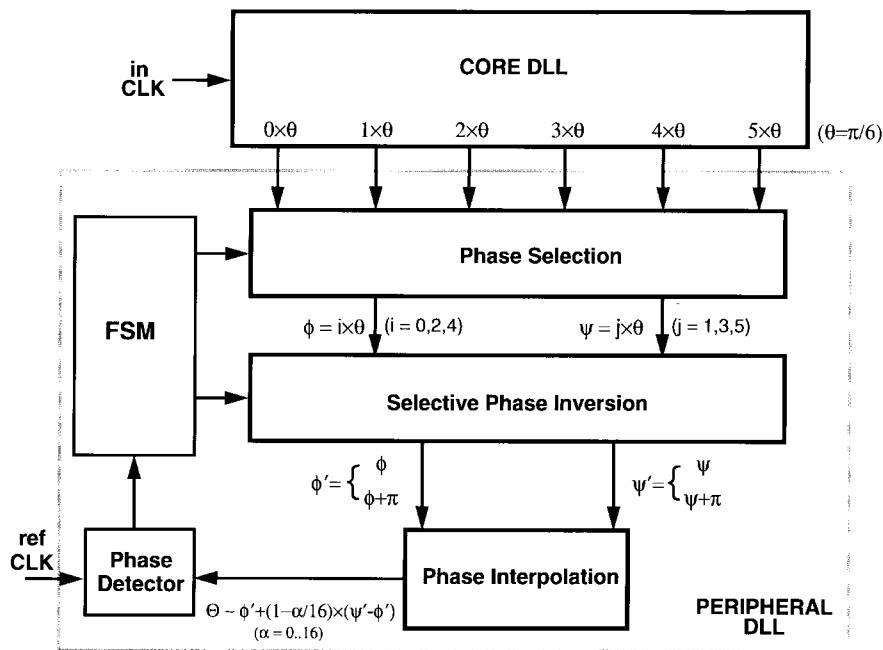 CORE DLL
in
CLK
0×θ 1×θ 2×θ 3×θ 4×θ 5×θ (θ=π/6)
Phase Selection
FSM
ϕ = i×θ (i = 0,2,4) ψ = j×θ (j = 1,3,5)
Selective Phase Inversion
ϕ′= { ϕ
ϕ+π
ψ′= { ψ
ψ+π
ref
CLK
Phase
Detector
Phase Interpolation
Θ ~ ϕ′+(1−α/16)×(ψ′-ϕ′)
(α = 0..16)
PERIPHERAL
DLL